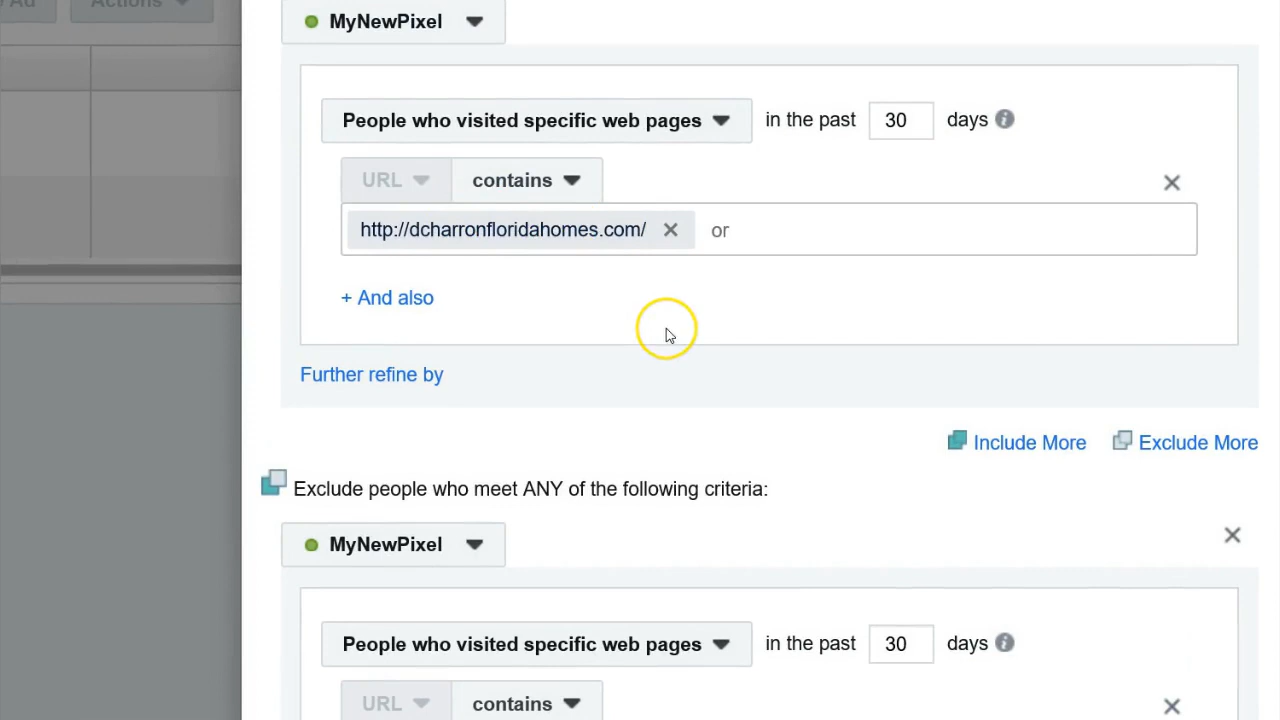 Ad Actions
MyNewPixel
People who visited specific web pages in the past 30 days
URL contains
http://dcharronfloridahomes.com/ or
+ And also
Further refine by
Include More Exclude More
Exclude people who meet ANY of the following criteria:
MyNewPixel
People who visited specific web pages in the past 30 days
URL contains